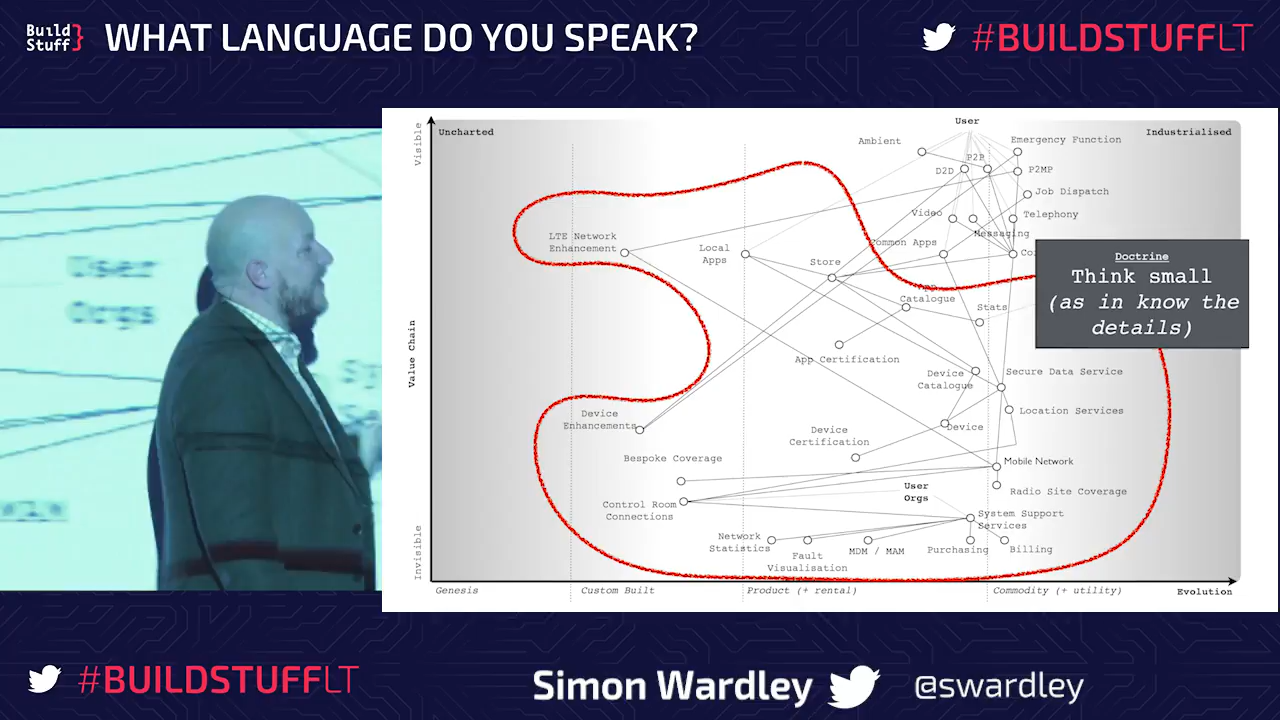 Build
Stuff
WHAT LANGUAGE DO YOU SPEAK?
#BUILDSTUFFLT
User
Orgs
Visible
Value Chain
Invisible
Uncharted
Industrialised
User
Ambient
Emergency Function
P2P
D2D
P2MP
Job Dispatch
Video
Telephony
Messaging
LTE Network
Enhancement
Local
Apps
Common Apps
Store
Doctrine
Think small
(as in know the
details)
App
Catalogue
Stats
App Certification
Device
Catalogue
Secure Data Service
Device
Enhancements
Location Services
Device
Device
Certification
Bespoke Coverage
Mobile Network
User
Orgs
Radio Site Coverage
Control Room
Connections
System Support
Services
Network
Statistics
Fault
Visualisation
MDM / MAM
Purchasing
Billing
Genesis
Custom Built
Product (+ rental)
Commodity (+ utility)
Evolution
#BUILDSTUFFLT
Simon Wardley
@swardley